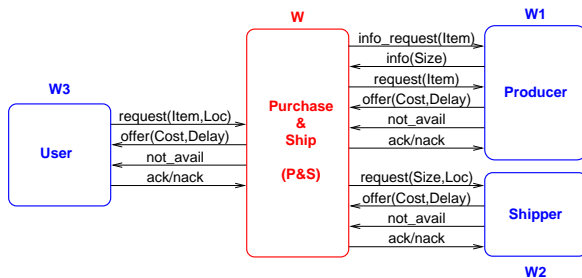 W
W1
info_request(Item)
info(Size)
request(Item)
offer(Cost,Delay)
not_avail
ack/nack
Producer
W3
request(Item,Loc)
offer(Cost,Delay)
not_avail
ack/nack
User
Purchase
&
Ship
(P&S)
request(Size,Loc)
offer(Cost,Delay)
not_avail
ack/nack
Shipper
W2